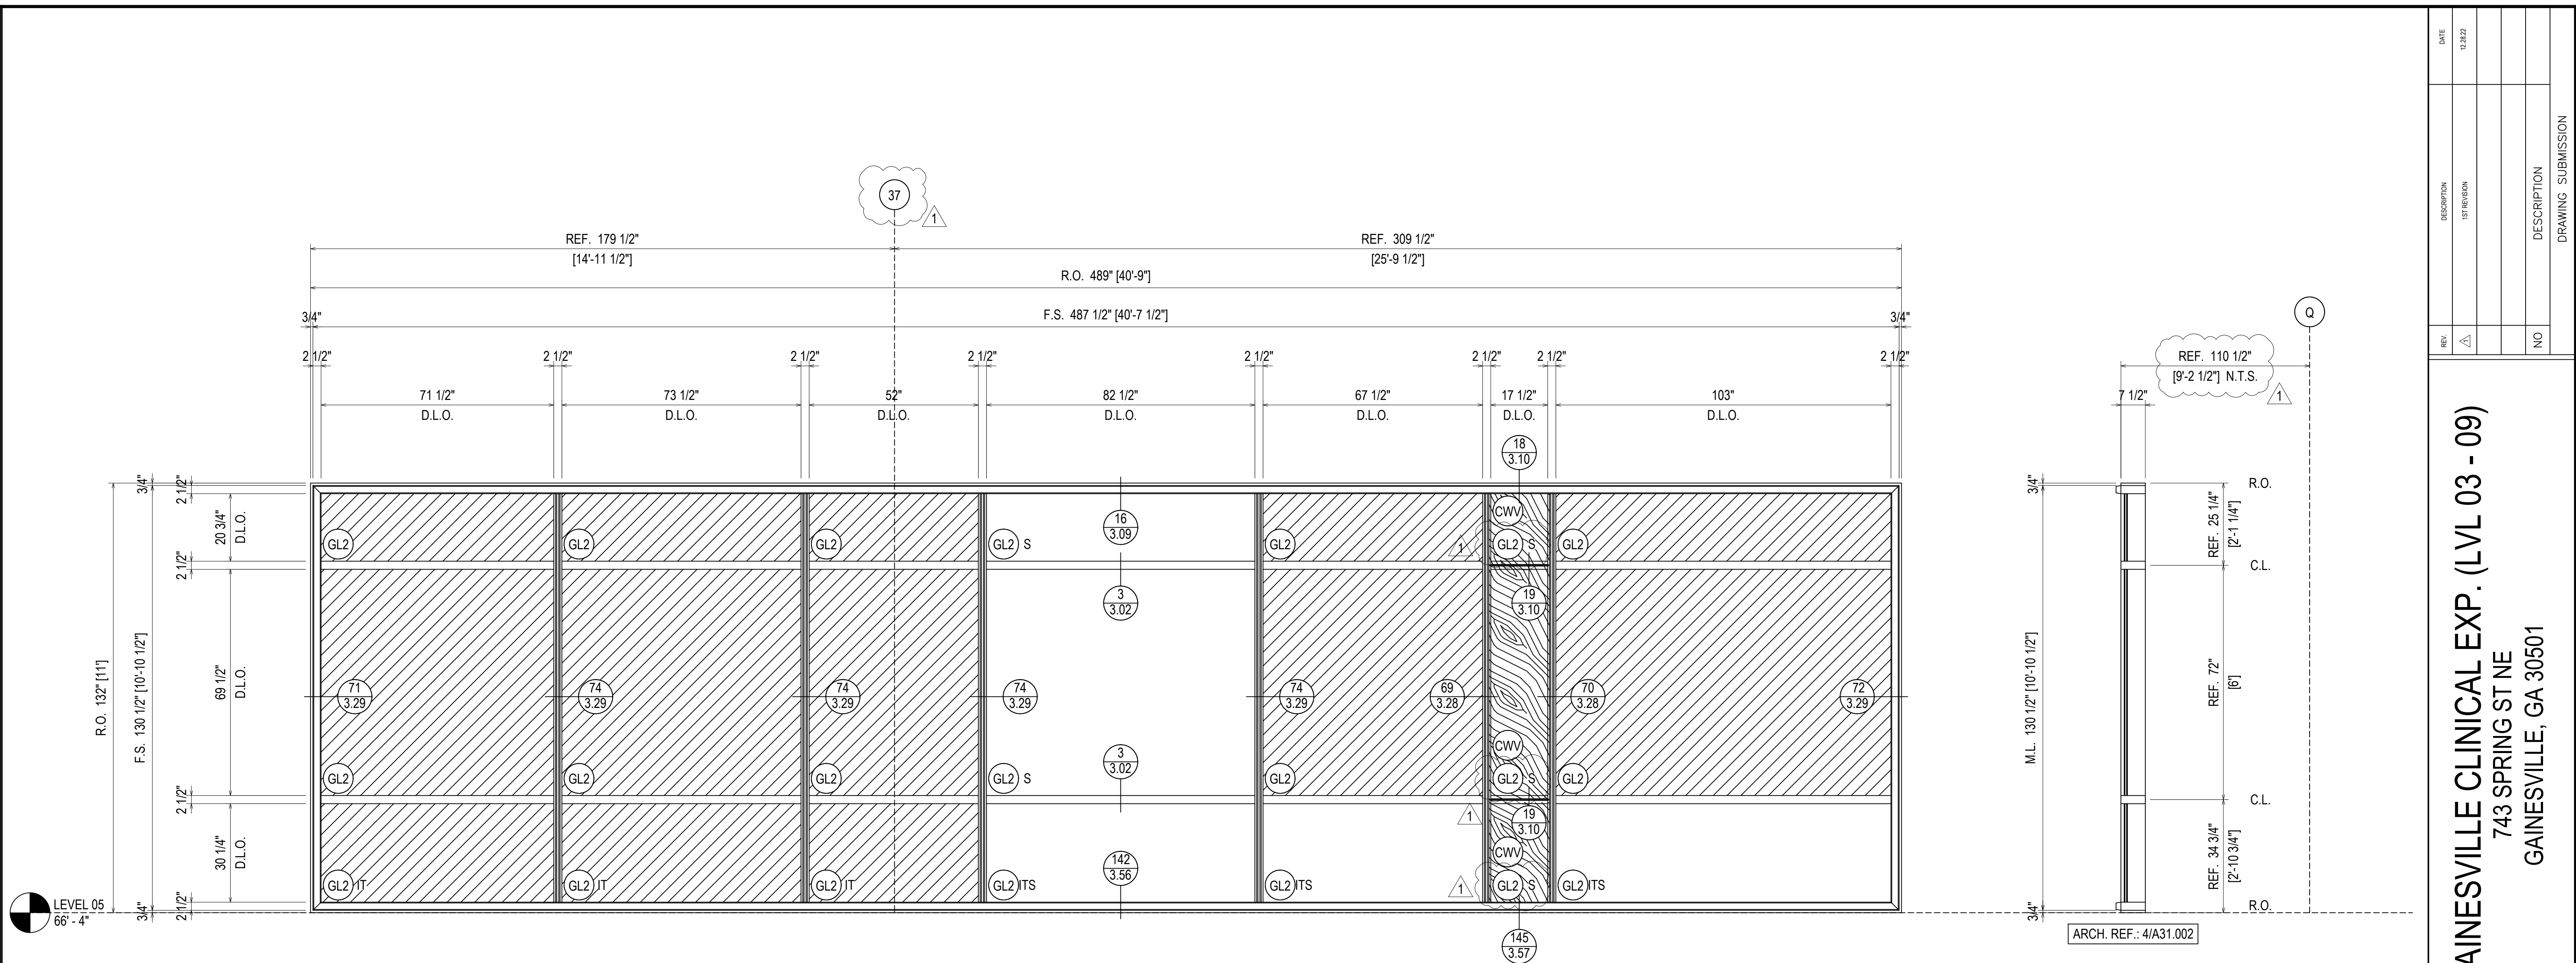 37
1
REF. 179 1/2"
[14'-11 1/2"]
REF. 309 1/2"
[25'-9 1/2"]
R.O. 489" [40'-9"]
3/4"
F.S. 487 1/2" [40'-7 1/2"]
3/4"
2 1/2"
2 1/2"
2 1/2"
2 1/2"
2 1/2"
2 1/2"
2 1/2"
2 1/2"
71 1/2"
D.L.O.
73 1/2"
D.L.O.
52"
D.L.O.
82 1/2"
D.L.O.
67 1/2"
D.L.O.
17 1/2"
D.L.O.
103"
D.L.O.
18
3.10
R.O. 132" [11']
F.S. 130 1/2" [10'-10 1/2"]
3/4"
3/4"
2 1/2"
20 3/4"
D.L.O.
2 1/2"
69 1/2"
D.L.O.
2 1/2"
30 1/4"
D.L.O.
2 1/2"
16
3.09
CWV
GL2
GL2
GL2
GL2 S
GL2
1
GL2 S
GL2
3
3.02
19
3.10
71
3.29
74
3.29
74
3.29
74
3.29
74
3.29
69
3.28
70
3.28
72
3.29
3
3.02
CWV
GL2
GL2
GL2
GL2 S
GL2
GL2 S
GL2
1
19
3.10
142
3.56
CWV
GL2 IT
GL2 IT
GL2 IT
GL2 ITS
GL2 ITS
1
GL2 S
GL2 ITS
145
3.57
LEVEL 05
66' - 4"
Q
REF. 110 1/2"
[9'-2 1/2"] N.T.S.
1
7 1/2"
3/4"
M.L. 130 1/2" [10'-10 1/2"]
3/4"
REF. 25 1/4"
[2'-1 1/4"]
REF. 72"
[6']
REF. 34 3/4"
[2'-10 3/4"]
R.O.
C.L.
C.L.
R.O.
ARCH. REF.: 4/A31.002
REV. DESCRIPTION DATE
1 1ST REVISION 12.28.22
NO DESCRIPTION
DRAWING SUBMISSION
AINESVILLE CLINICAL EXP. (LVL 03 - 09)
743 SPRING ST NE
GAINESVILLE, GA 30501